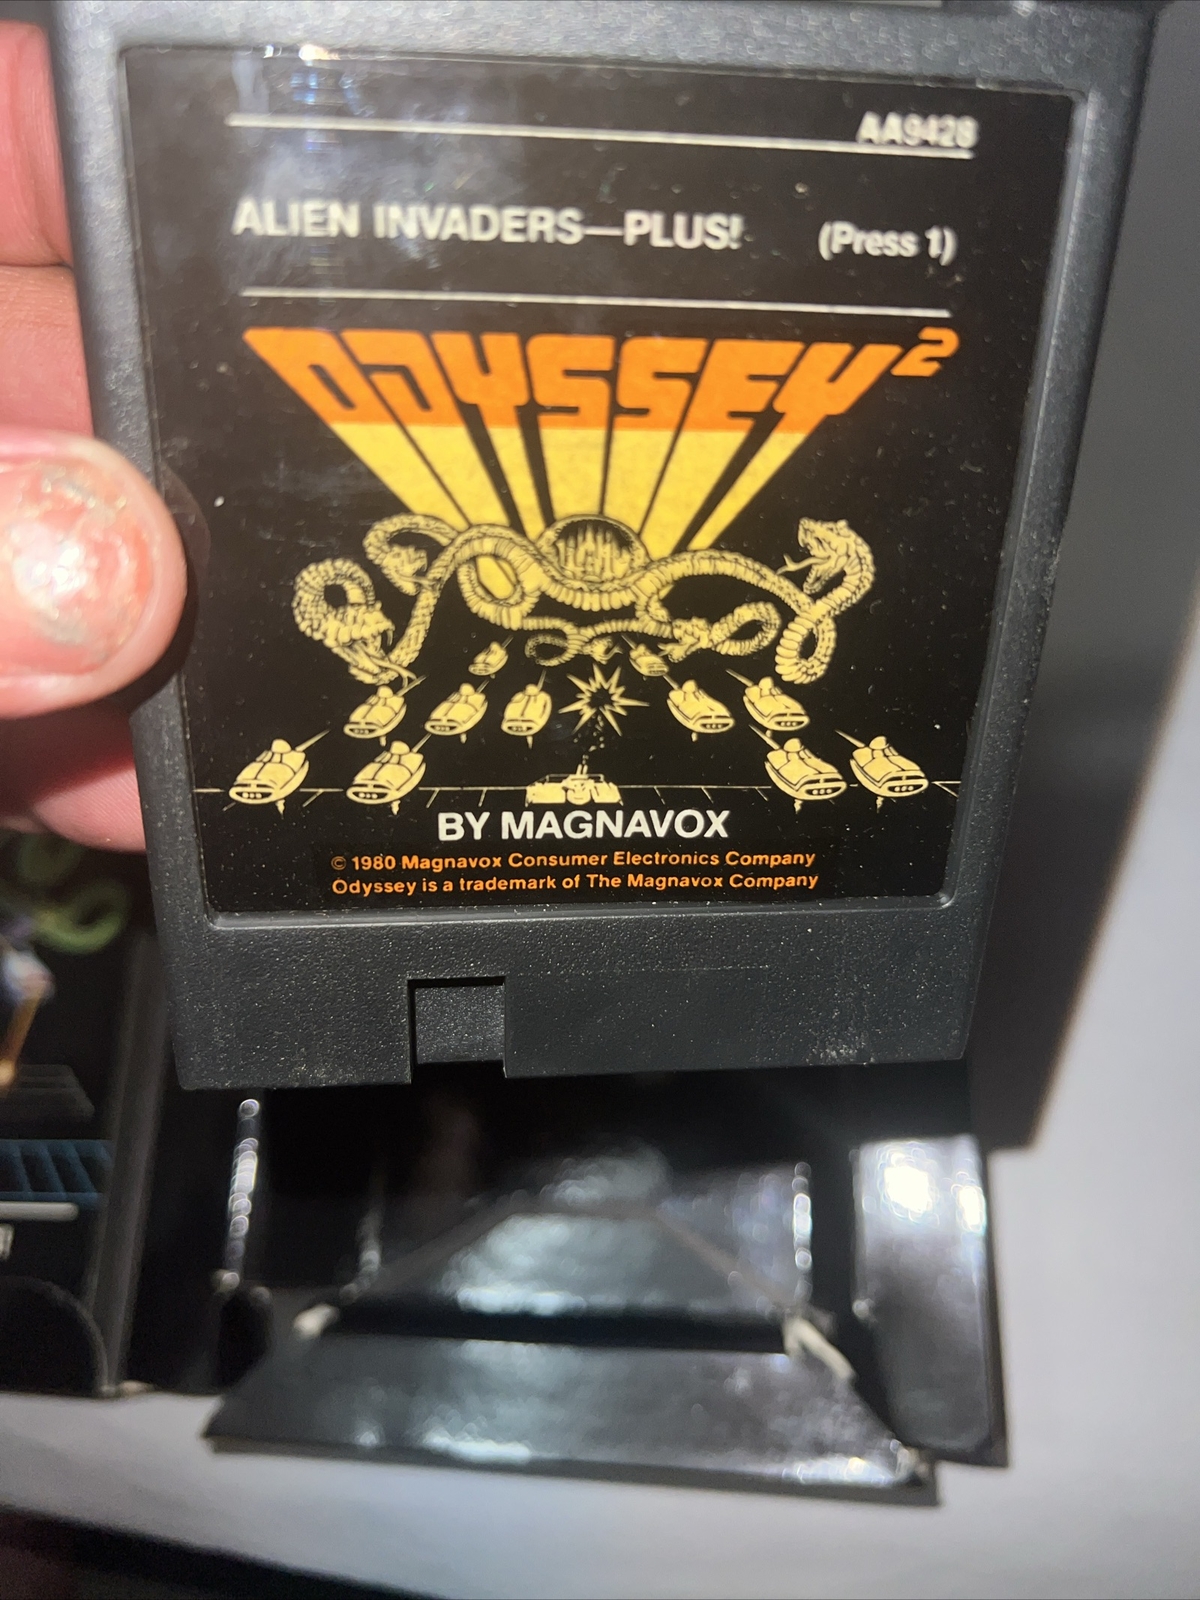 AA9428
ALIEN INVADERS—PLUS! (Press 1)
ODYSSEY²
BY MAGNAVOX
© 1980 Magnavox Consumer Electronics Company
Odyssey is a trademark of The Magnavox Company